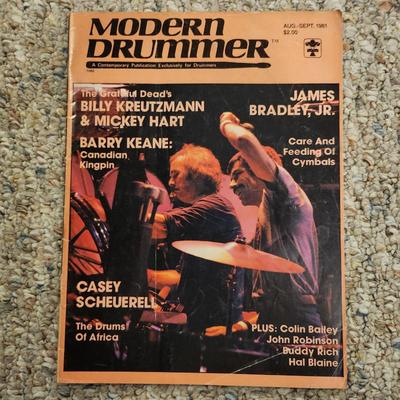 MODERN
DRUMMER™
AUG.-SEPT. 1981
$2.00
A Contemporary Publication Exclusively for Drummers
The Grateful Dead's
BILLY KREUTZMANN
& MICKEY HART
BARRY KEANE:
Canadian
Kingpin
JAMES
BRADLEY, JR.
Care And
Feeding Of
Cymbals
CASEY
SCHEUERELL
The Drums
Of Africa
PLUS: Colin Bailey
John Robinson
Buddy Rich
Hal Blaine